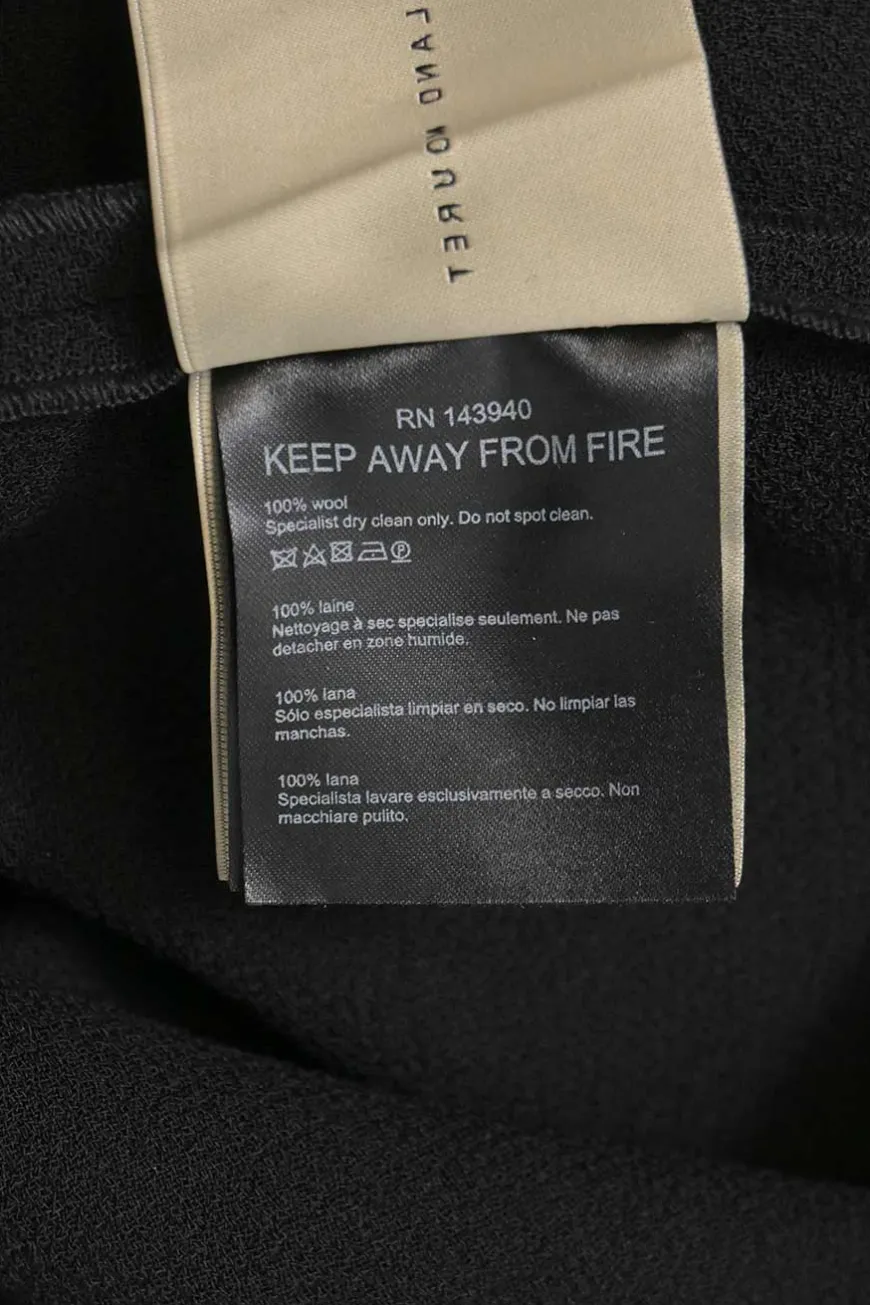 RN 143940
KEEP AWAY FROM FIRE
100% wool
Specialist dry clean only. Do not spot clean.
100% laine
Nettoyage à sec specialise seulement. Ne pas
detacher en zone humide.
100% lana
Sólo especialista limpiar en seco. No limpiar las
manchas.
100% lana
Specialista lavare esclusivamente a secco. Non
macchiare pulito.